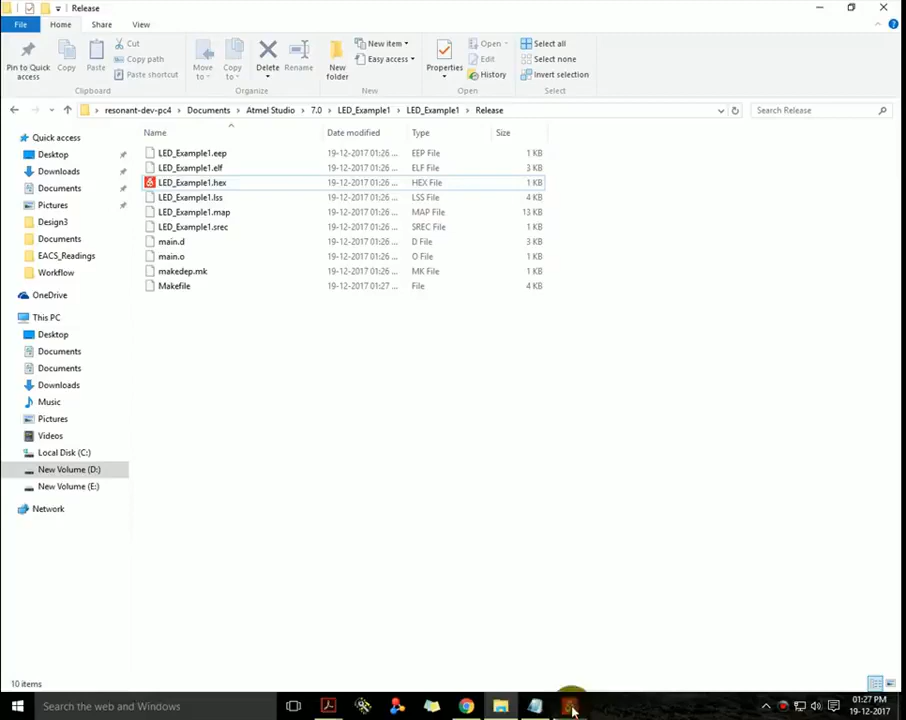 Release
File Home Share View
Pin to Quick access
Copy
Paste
Cut
Copy path
Paste shortcut
Clipboard
Move to
Copy to
Delete
Rename
Organize
New folder
New item
Easy access
New
Properties
Open
Edit
History
Open
Select all
Select none
Invert selection
Select
resonant-dev-pc4 Documents Atmel Studio 7.0 LED_Example1 LED_Example1 Release
Search Release
Name Date modified Type Size
LED_Example1.eep 19-12-2017 01:26 ... EEP File 1 KB
LED_Example1.elf 19-12-2017 01:26 ... ELF File 3 KB
LED_Example1.hex 19-12-2017 01:26 ... HEX File 1 KB
LED_Example1.lss 19-12-2017 01:26 ... LSS File 4 KB
LED_Example1.map 19-12-2017 01:26 ... MAP File 13 KB
LED_Example1.srec 19-12-2017 01:26 ... SREC File 1 KB
main.d 19-12-2017 01:26 ... D File 3 KB
main.o 19-12-2017 01:26 ... O File 3 KB
makedep.mk 19-12-2017 01:26 ... MK File 1 KB
Makefile 19-12-2017 01:27 ... File 4 KB
Quick access
Desktop
Downloads
Documents
Pictures
Design3
Documents
EACS_Readings
Workflow
OneDrive
This PC
Desktop
Documents
Documents
Downloads
Music
Pictures
Videos
Local Disk (C:)
New Volume (D:)
New Volume (E:)
Network
10 items
Search the web and Windows
01:27 PM
19-12-2017